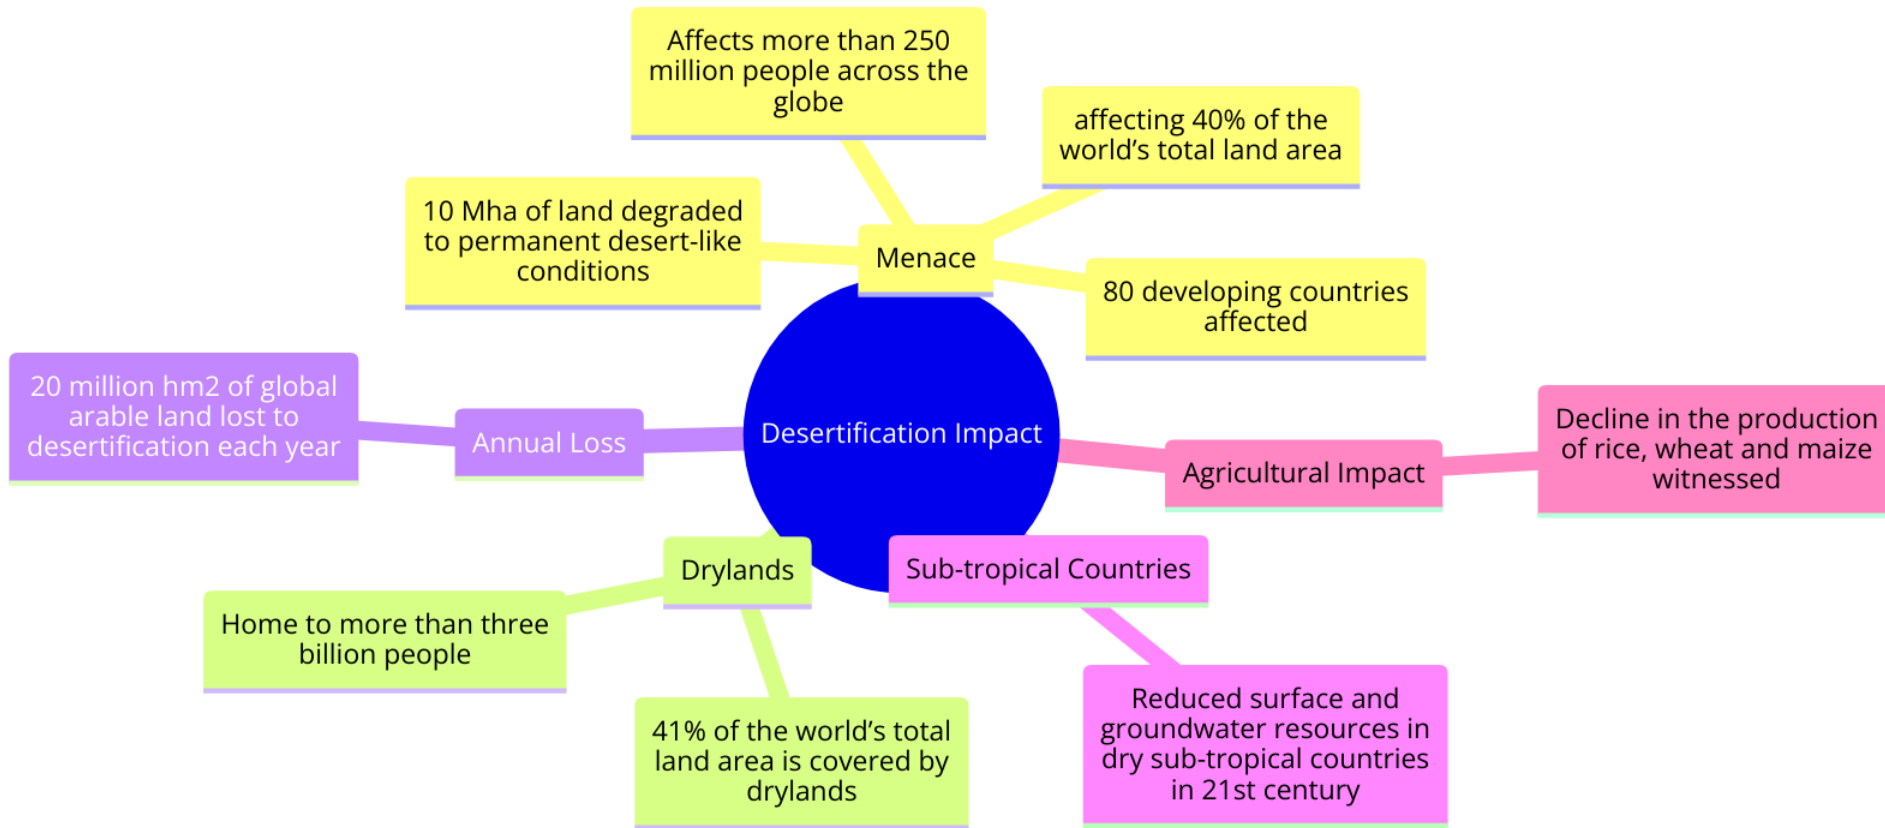 Affects more than 250
million people across the
globe
affecting 40% of the
world’s total land area
10 Mha of land degraded
to permanent desert-like
conditions
Menace
80 developing countries
affected
20 million hm2 of global
arable land lost to
desertification each year
Annual Loss
Desertification Impact
Agricultural Impact
Decline in the production
of rice, wheat and maize
witnessed
Drylands
Sub-tropical Countries
Home to more than three
billion people
41% of the world’s total
land area is covered by
drylands
Reduced surface and
groundwater resources in
dry sub-tropical countries
in 21st century